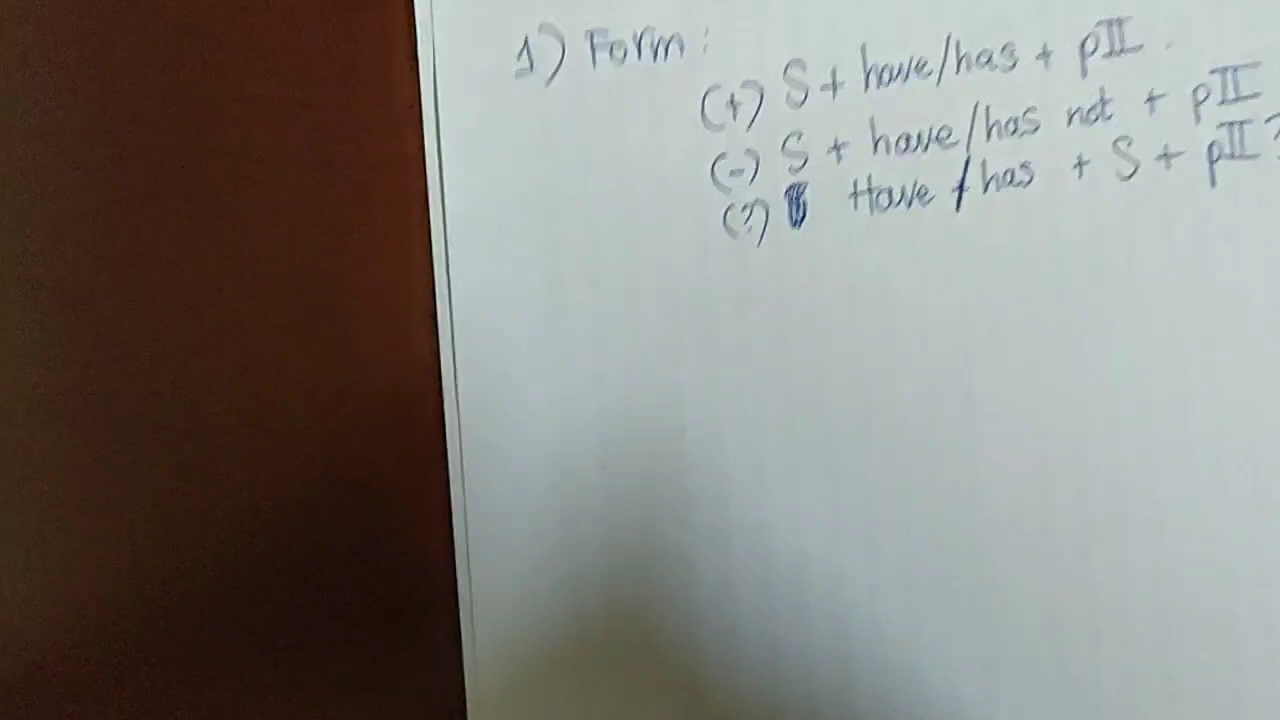 1) Form:
(+) S + have/has + pII.
(-) S + have/has not + pII
(?) Have/has + S + pII?